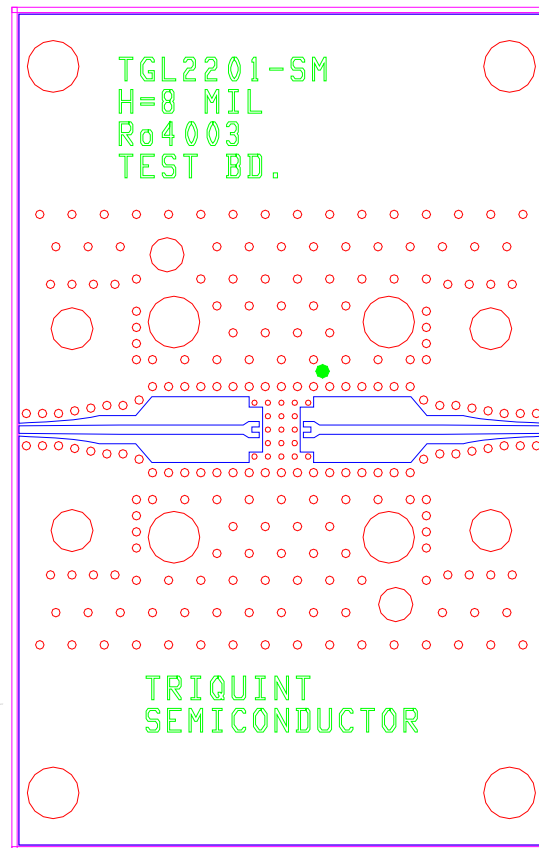 TGL2201-SM
H=8 MIL
Ro4003
TEST BD.
TRIQUINT
SEMICONDUCTOR